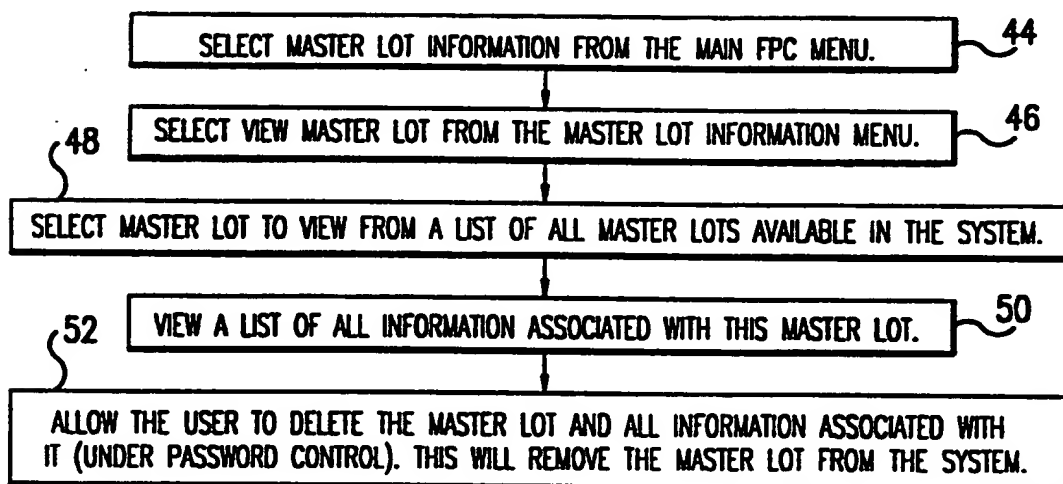 SELECT MASTER LOT INFORMATION FROM THE MAIN FPC MENU.
44
SELECT VIEW MASTER LOT FROM THE MASTER LOT INFORMATION MENU.
46
48
SELECT MASTER LOT TO VIEW FROM A LIST OF ALL MASTER LOTS AVAILABLE IN THE SYSTEM.
VIEW A LIST OF ALL INFORMATION ASSOCIATED WITH THIS MASTER LOT.
50
52
ALLOW THE USER TO DELETE THE MASTER LOT AND ALL INFORMATION ASSOCIATED WITH
IT (UNDER PASSWORD CONTROL). THIS WILL REMOVE THE MASTER LOT FROM THE SYSTEM.